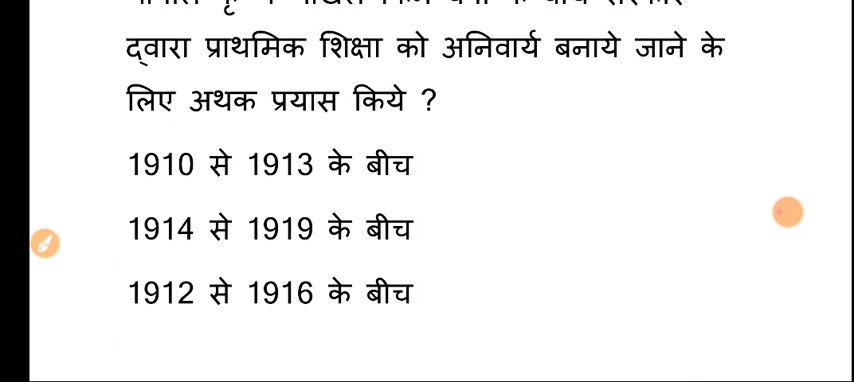 द्वारा प्राथमिक शिक्षा को अनिवार्य बनाये जाने के
लिए अथक प्रयास किये ?
1910 से 1913 के बीच
1914 से 1919 के बीच
1912 से 1916 के बीच